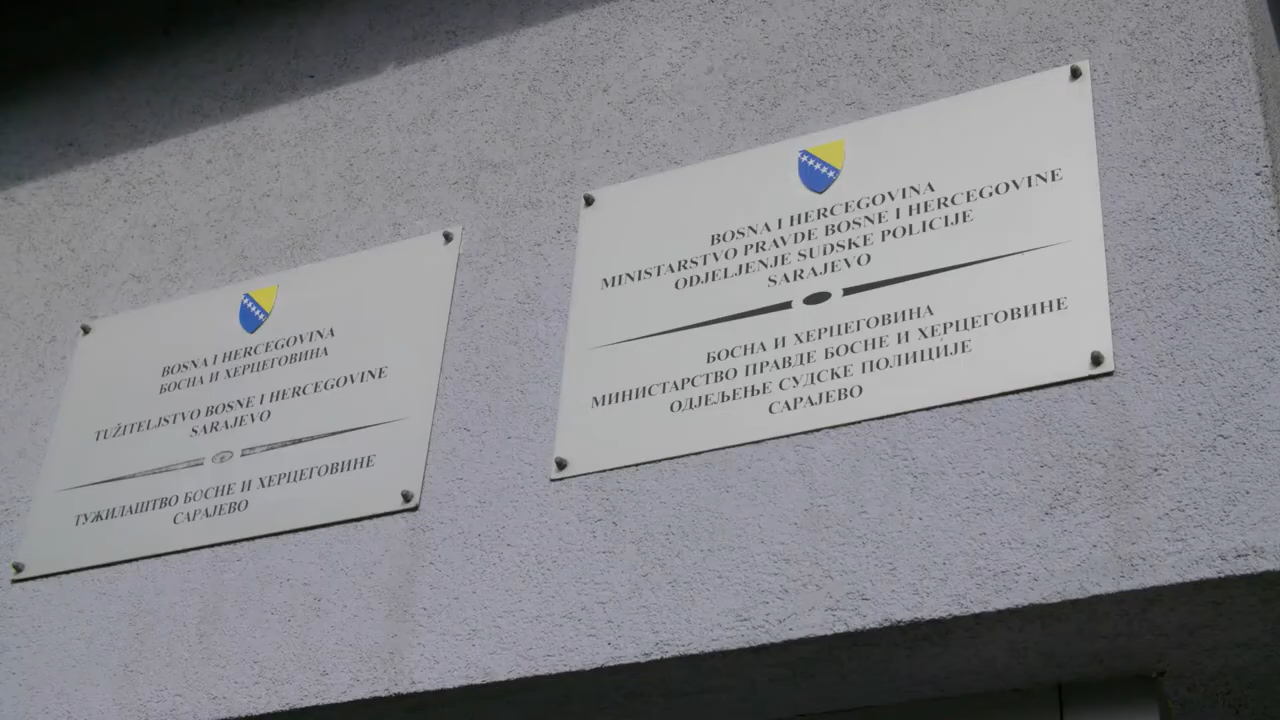 BOSNA I HERCEGOVINA
БОСНА И ХЕРЦЕГОВИНА
TUŽITELJSTVO BOSNE I HERCEGOVINE
SARAJEVO
ТУЖИЛАШТВО БОСНЕ И ХЕРЦЕГОВИНЕ
САРАЈЕВО
BOSNA I HERCEGOVINA
MINISTARSTVO PRAVDE BOSNE I HERCEGOVINE
ODJELJENJE SUDSKE POLICIJE
SARAJEVO
БОСНА И ХЕРЦЕГОВИНА
МИНИСТАРСТВО ПРАВДЕ БОСНЕ И ХЕРЦЕГОВИНЕ
ОДЈЕЉЕЊЕ СУДСКЕ ПОЛИЦИЈЕ
САРАЈЕВО